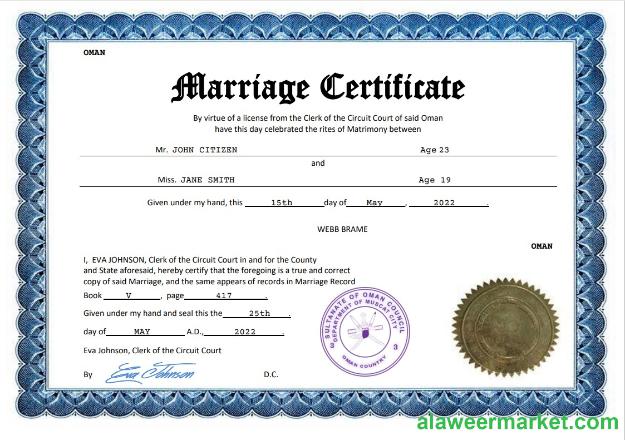 OMAN
Marriage Certificate
By virtue of a license from the Clerk of the Circuit Court of said Oman
have this day celebrated the rites of Matrimony between
Mr. JOHN CITIZEN Age 23
and
Miss. JANE SMITH Age 19
Given under my hand, this 15th day of May , 2022 .
WEBB BRAME
OMAN
I, EVA JOHNSON, Clerk of the Circuit Court in and for the County
and State aforesaid, hereby certify that the foregoing is a true and correct
copy of said Marriage, and the same appears of records in Marriage Record
Book V , page 417 .
Given under my hand and seal this the 25th .
day of MAY A.D., 2022 .
Eva Johnson, Clerk of the Circuit Court
By Eva Johnson D.C.
SULTANATE OF OMAN COUNCIL
DEPARTMENT OF MUSCAT CITY
3 3
OMAN COUNTRY
alaweermarket.com